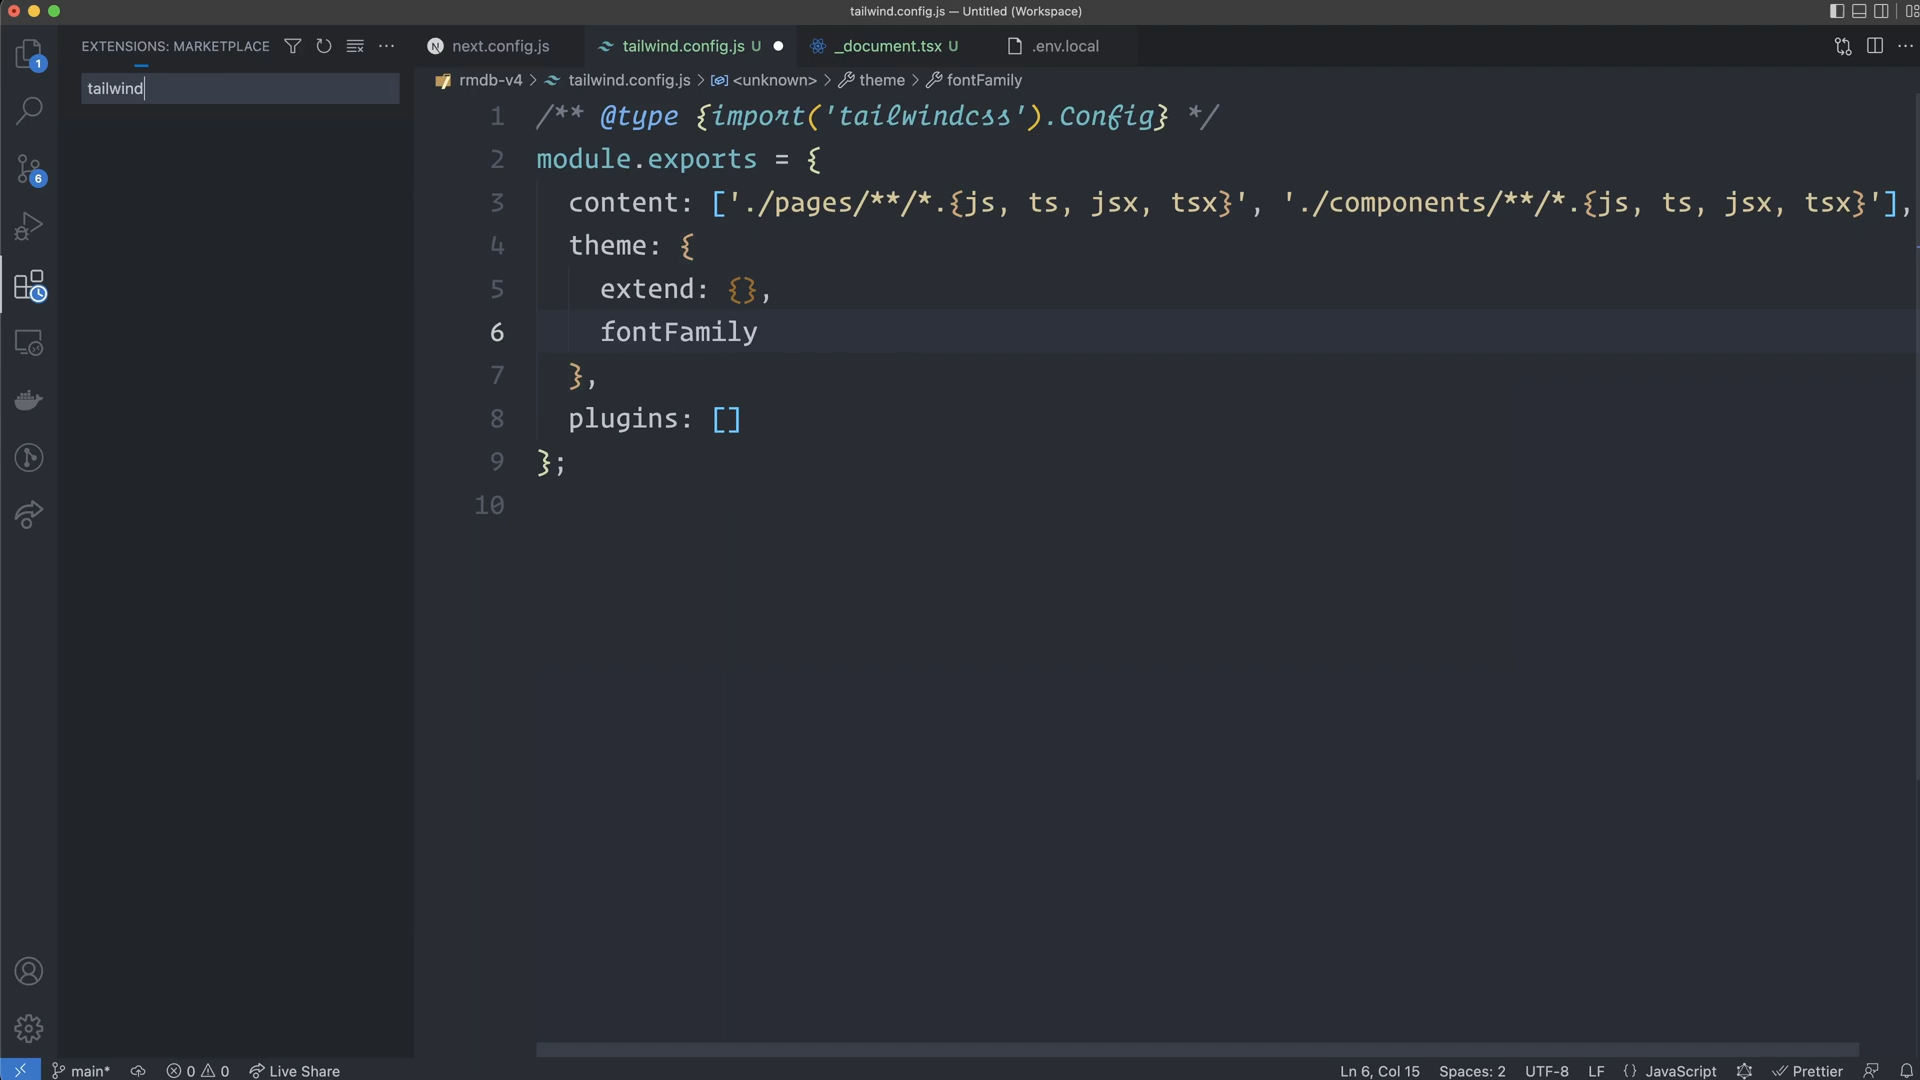 tailwind.config.js — Untitled (Workspace)
EXTENSIONS: MARKETPLACE
tailwind
1
6
next.config.js
tailwind.config.js U
_document.tsx U
.env.local
rmdb-v4 > tailwind.config.js > <unknown> > theme > fontFamily
1 /** @type {import('tailwindcss').Config} */
2 module.exports = {
3 content: ['./pages/**/*.{js, ts, jsx, tsx}', './components/**/*.{js, ts, jsx, tsx}'],
4 theme: {
5 extend: {},
6 fontFamily
7 },
8 plugins: []
9 };
10
main* 0 0 Live Share
Ln 6, Col 15 Spaces: 2 UTF-8 LF {} JavaScript Prettier